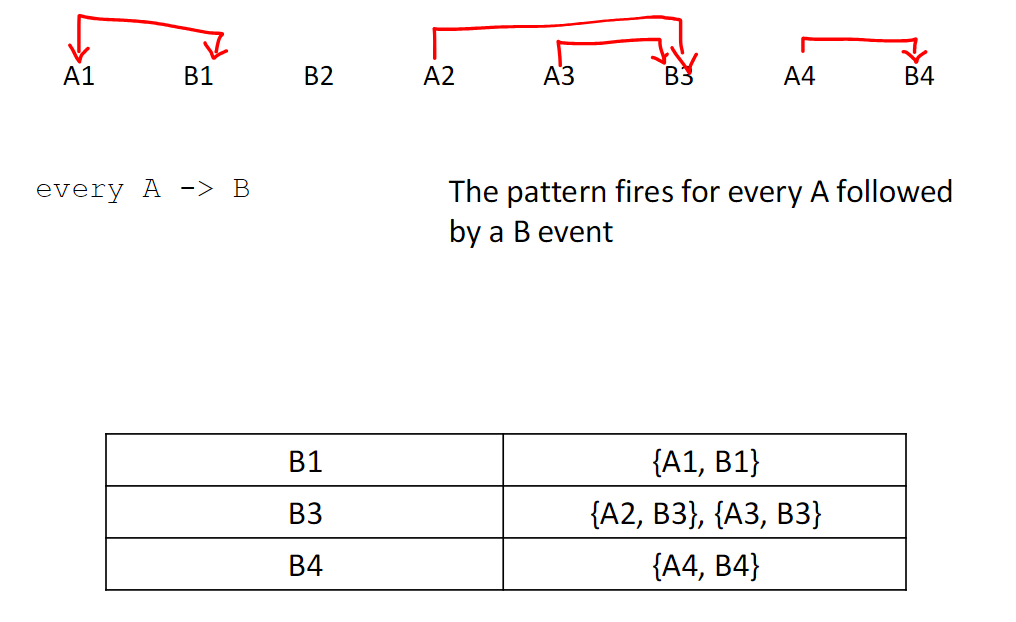 A1 B1 B2 A2 A3 B3 A4 B4
every A -> B
The pattern fires for every A followed
by a B event
B1 {A1, B1}
B3 {A2, B3}, {A3, B3}
B4 {A4, B4}